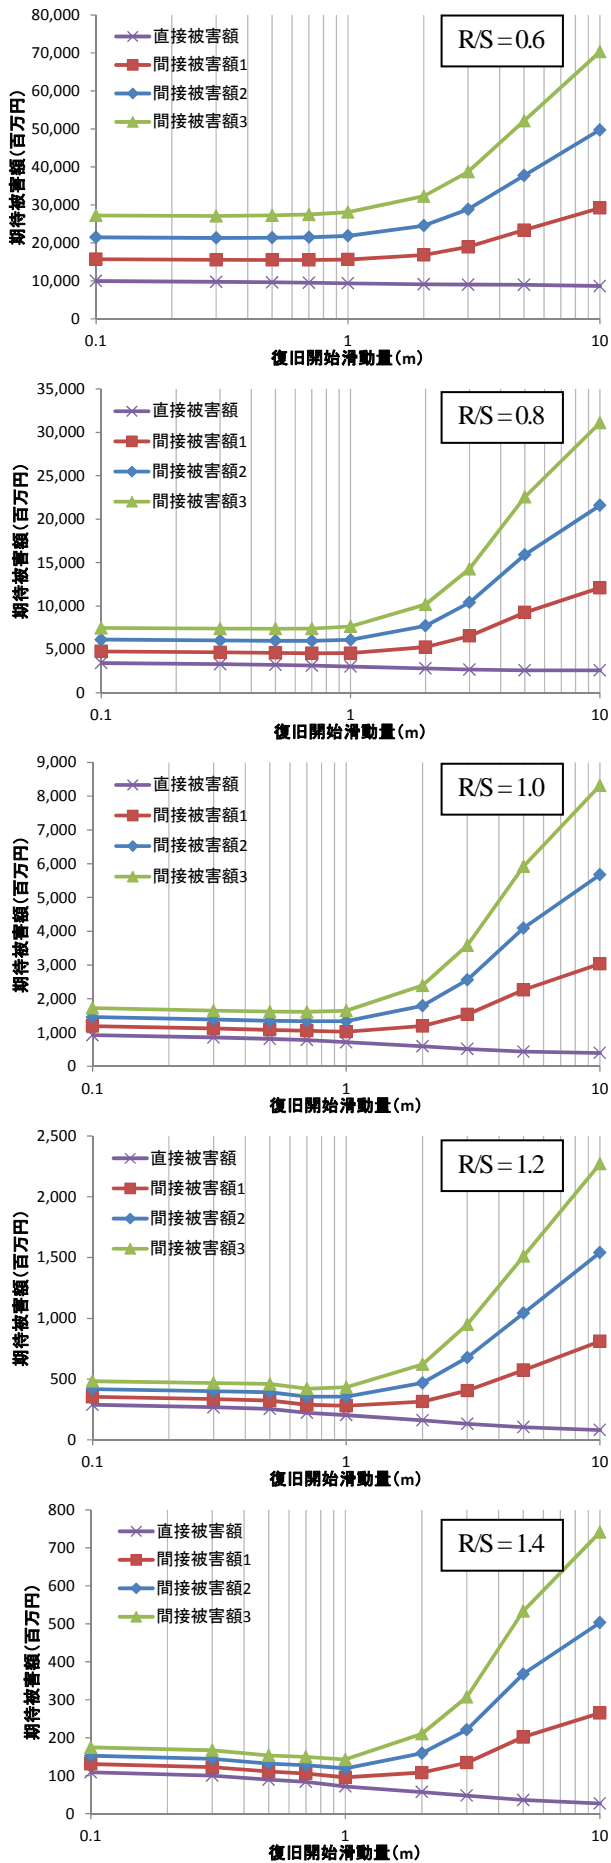 80,000
70,000
60,000
50,000
40,000
30,000
20,000
10,000
0
期待被害額(百万円)
直接被害額
間接被害額1
間接被害額2
間接被害額3
R/S = 0.6
0.1 1 10
復旧開始滑動量(m)
35,000
30,000
25,000
20,000
15,000
10,000
5,000
0
期待被害額(百万円)
直接被害額
間接被害額1
間接被害額2
間接被害額3
R/S = 0.8
0.1 1 10
復旧開始滑動量(m)
9,000
8,000
7,000
6,000
5,000
4,000
3,000
2,000
1,000
0
期待被害額(百万円)
直接被害額
間接被害額1
間接被害額2
間接被害額3
R/S = 1.0
0.1 1 10
復旧開始滑動量(m)
2,500
2,000
1,500
1,000
500
0
期待被害額(百万円)
直接被害額
間接被害額1
間接被害額2
間接被害額3
R/S = 1.2
0.1 1 10
復旧開始滑動量(m)
800
700
600
500
400
300
200
100
0
期待被害額(百万円)
直接被害額
間接被害額1
間接被害額2
間接被害額3
R/S = 1.4
0.1 1 10
復旧開始滑動量(m)